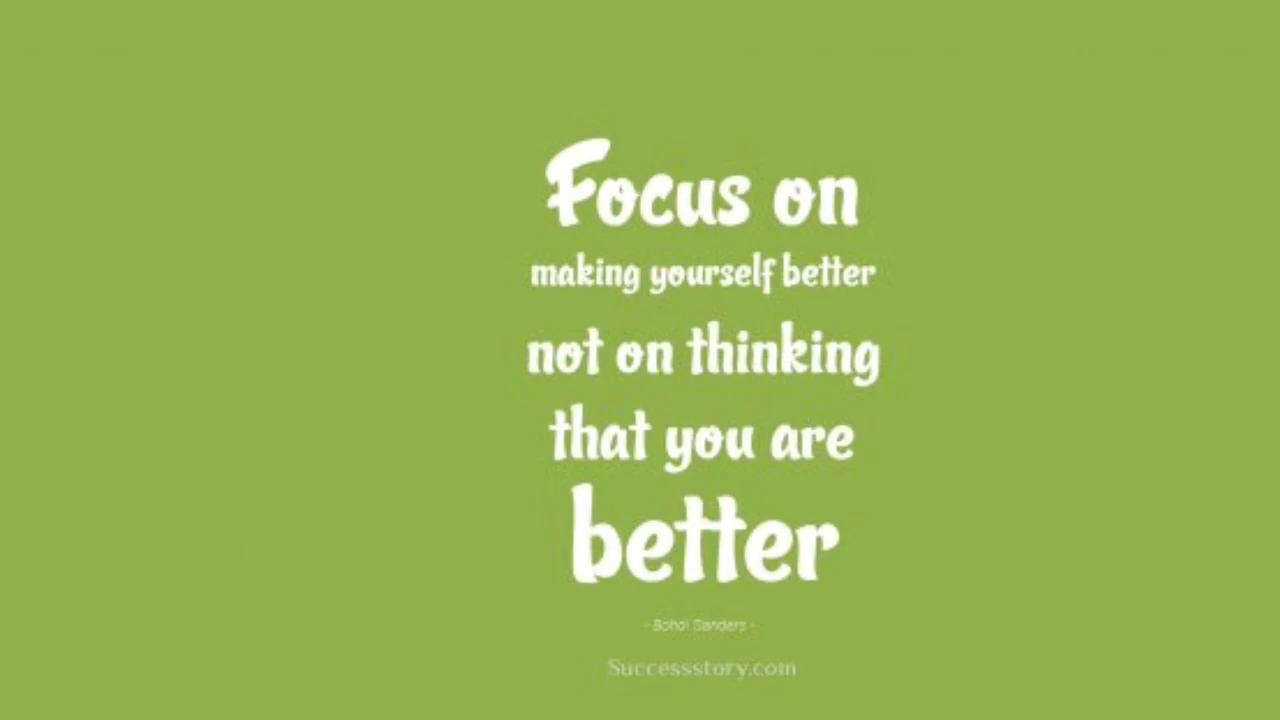 Focus on
making yourself better
not on thinking
that you are
better
- Bohdi Sanders -
Successstory.com